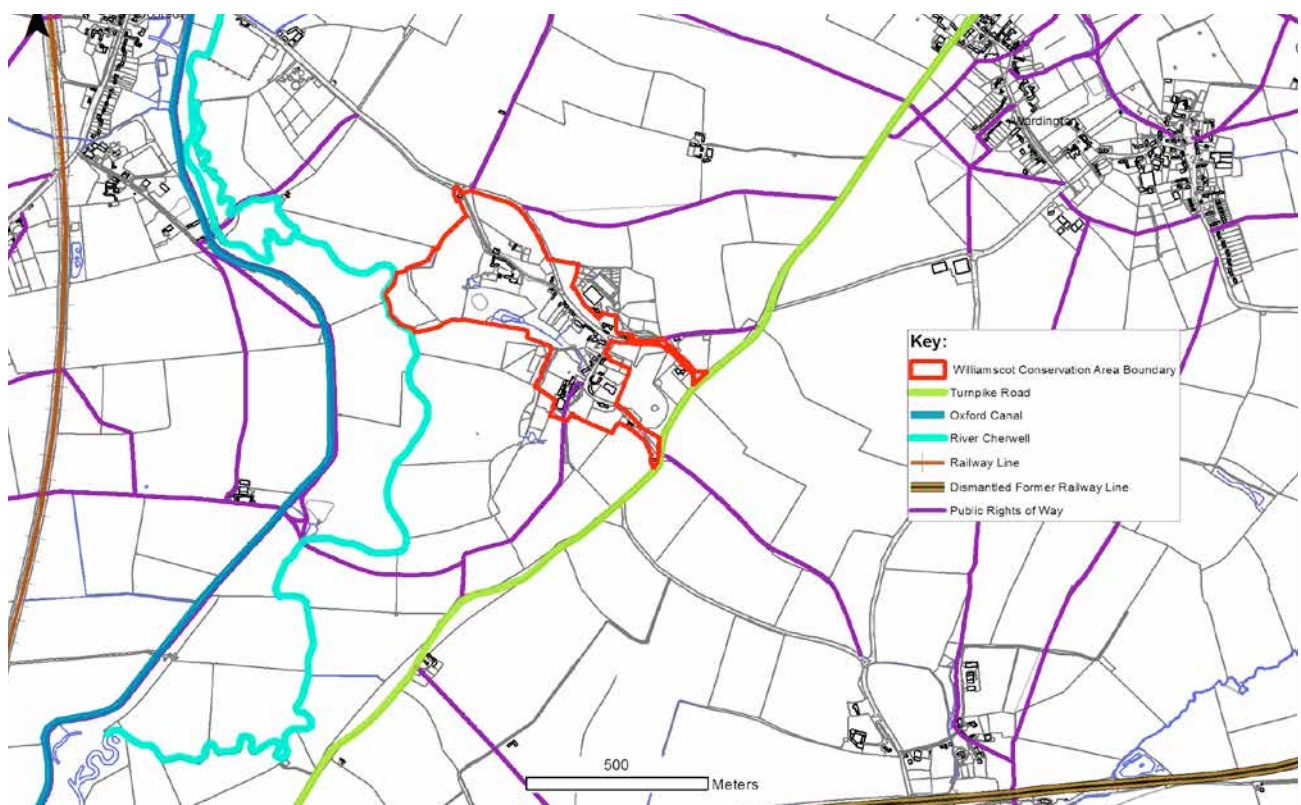 Wardington
Key:
Williamscot Conservation Area Boundary
Turnpike Road
Oxford Canal
River Cherwell
Railway Line
Dismantled Former Railway Line
Public Rights of Way
500
Meters